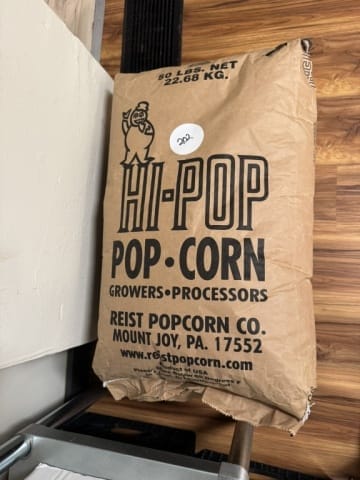 50 LBS. NET
22.68 KG.
202
HI-POP
POP•CORN
GROWERS•PROCESSORS
REIST POPCORN CO.
MOUNT JOY, PA. 17552
www.reistpopcorn.com
Product of USA